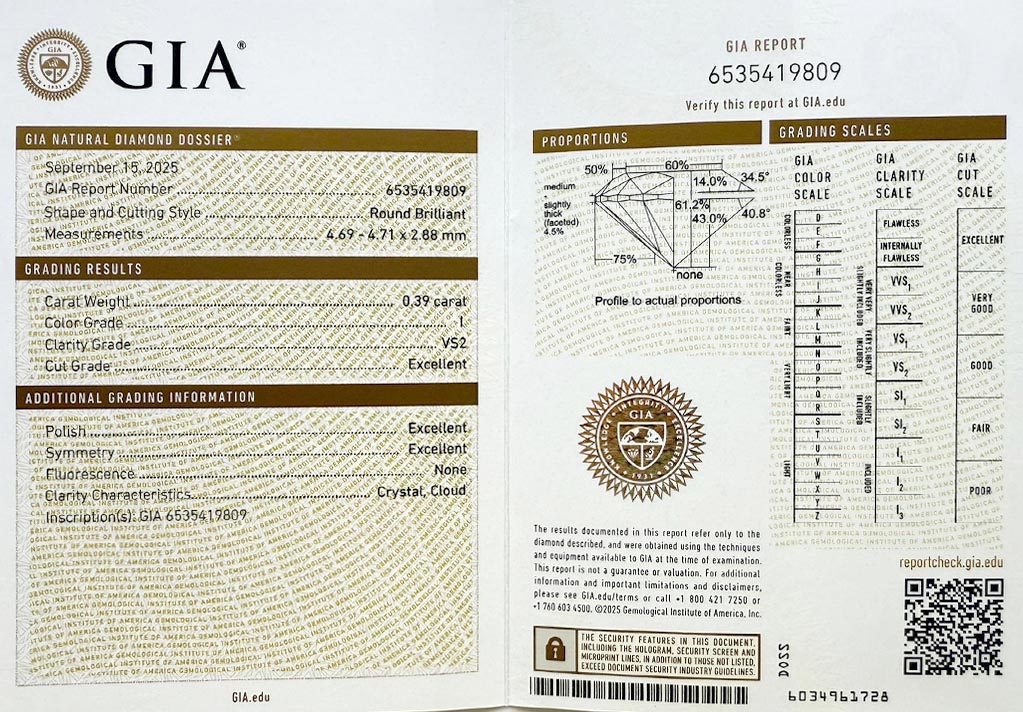 GIA®
GIA NATURAL DIAMOND DOSSIER®
September 15, 2025
GIA Report Number 6535419809
Shape and Cutting Style Round Brilliant
Measurements 4.69 - 4.71 x 2.88 mm
GRADING RESULTS
Carat Weight 0.39 carat
Color Grade I
Clarity Grade VS2
Cut Grade Excellent
ADDITIONAL GRADING INFORMATION
Polish Excellent
Symmetry Excellent
Fluorescence None
Clarity Characteristics Crystal, Cloud
Inscription(s): GIA 6535419809
GIA.edu
GIA REPORT
6535419809
Verify this report at GIA.edu
PROPORTIONS
50%
60%
14.0%
34.5°
medium
-
slightly
thick
(faceted)
4.5%
61.2%
43.0%
40.8°
75%
none
Profile to actual proportions
GIA
The results documented in this report refer only to the
diamond described, and were obtained using the techniques
and equipment available to GIA at the time of examination.
This report is not a guarantee or valuation. For additional
information and important limitations and disclaimers,
please see GIA.edu/terms or call +1 800 421 7250 or
+1 760 603 4500. ©2025 Gemological Institute of America, Inc.
THE SECURITY FEATURES IN THIS DOCUMENT,
INCLUDING THE HOLOGRAM, SECURITY SCREEN AND
MICROPRINT LINES, IN ADDITION TO THOSE NOT LISTED,
EXCEED DOCUMENT SECURITY INDUSTRY GUIDELINES.
GRADING SCALES
GIA
COLOR
SCALE
COLORLESS
D
E
F
NEAR COLORLESS
G
H
I
J
FAINT
K
L
M
VERY LIGHT
N
O
P
Q
R
LIGHT
S
T
U
V
W
X
Y
Z
GIA
CLARITY
SCALE
FLAWLESS
INTERNALLY
FLAWLESS
VERY VERY
SLIGHTLY INCLUDED
VVS1
VVS2
VERY SLIGHTLY
INCLUDED
VS1
VS2
SLIGHTLY
INCLUDED
SI1
SI2
INCLUDED
I1
I2
I3
GIA
CUT
SCALE
EXCELLENT
VERY
GOOD
GOOD
FAIR
POOR
reportcheck.gia.edu
6034961728